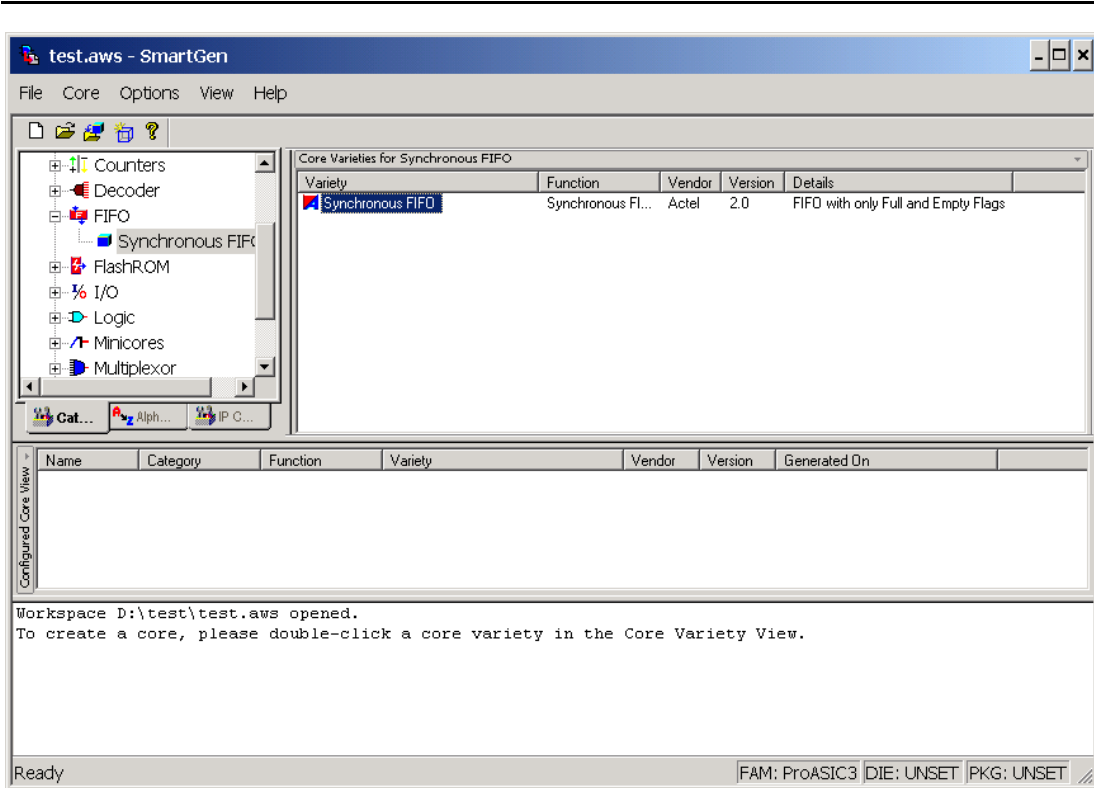 test.aws - SmartGen
File Core Options View Help
Counters
Decoder
FIFO
Synchronous FIF
FlashROM
I/O
Logic
Minicores
Multiplexor
Cat... Alph... IP C...
Core Varieties for Synchronous FIFO
Variety Function Vendor Version Details
Synchronous FIFO Synchronous FI... Actel 2.0 FIFO with only Full and Empty Flags
Configured Core View
Name Category Function Variety Vendor Version Generated On
Workspace D:\test\test.aws opened.
To create a core, please double-click a core variety in the Core Variety View.
Ready FAM: ProASIC3 DIE: UNSET PKG: UNSET